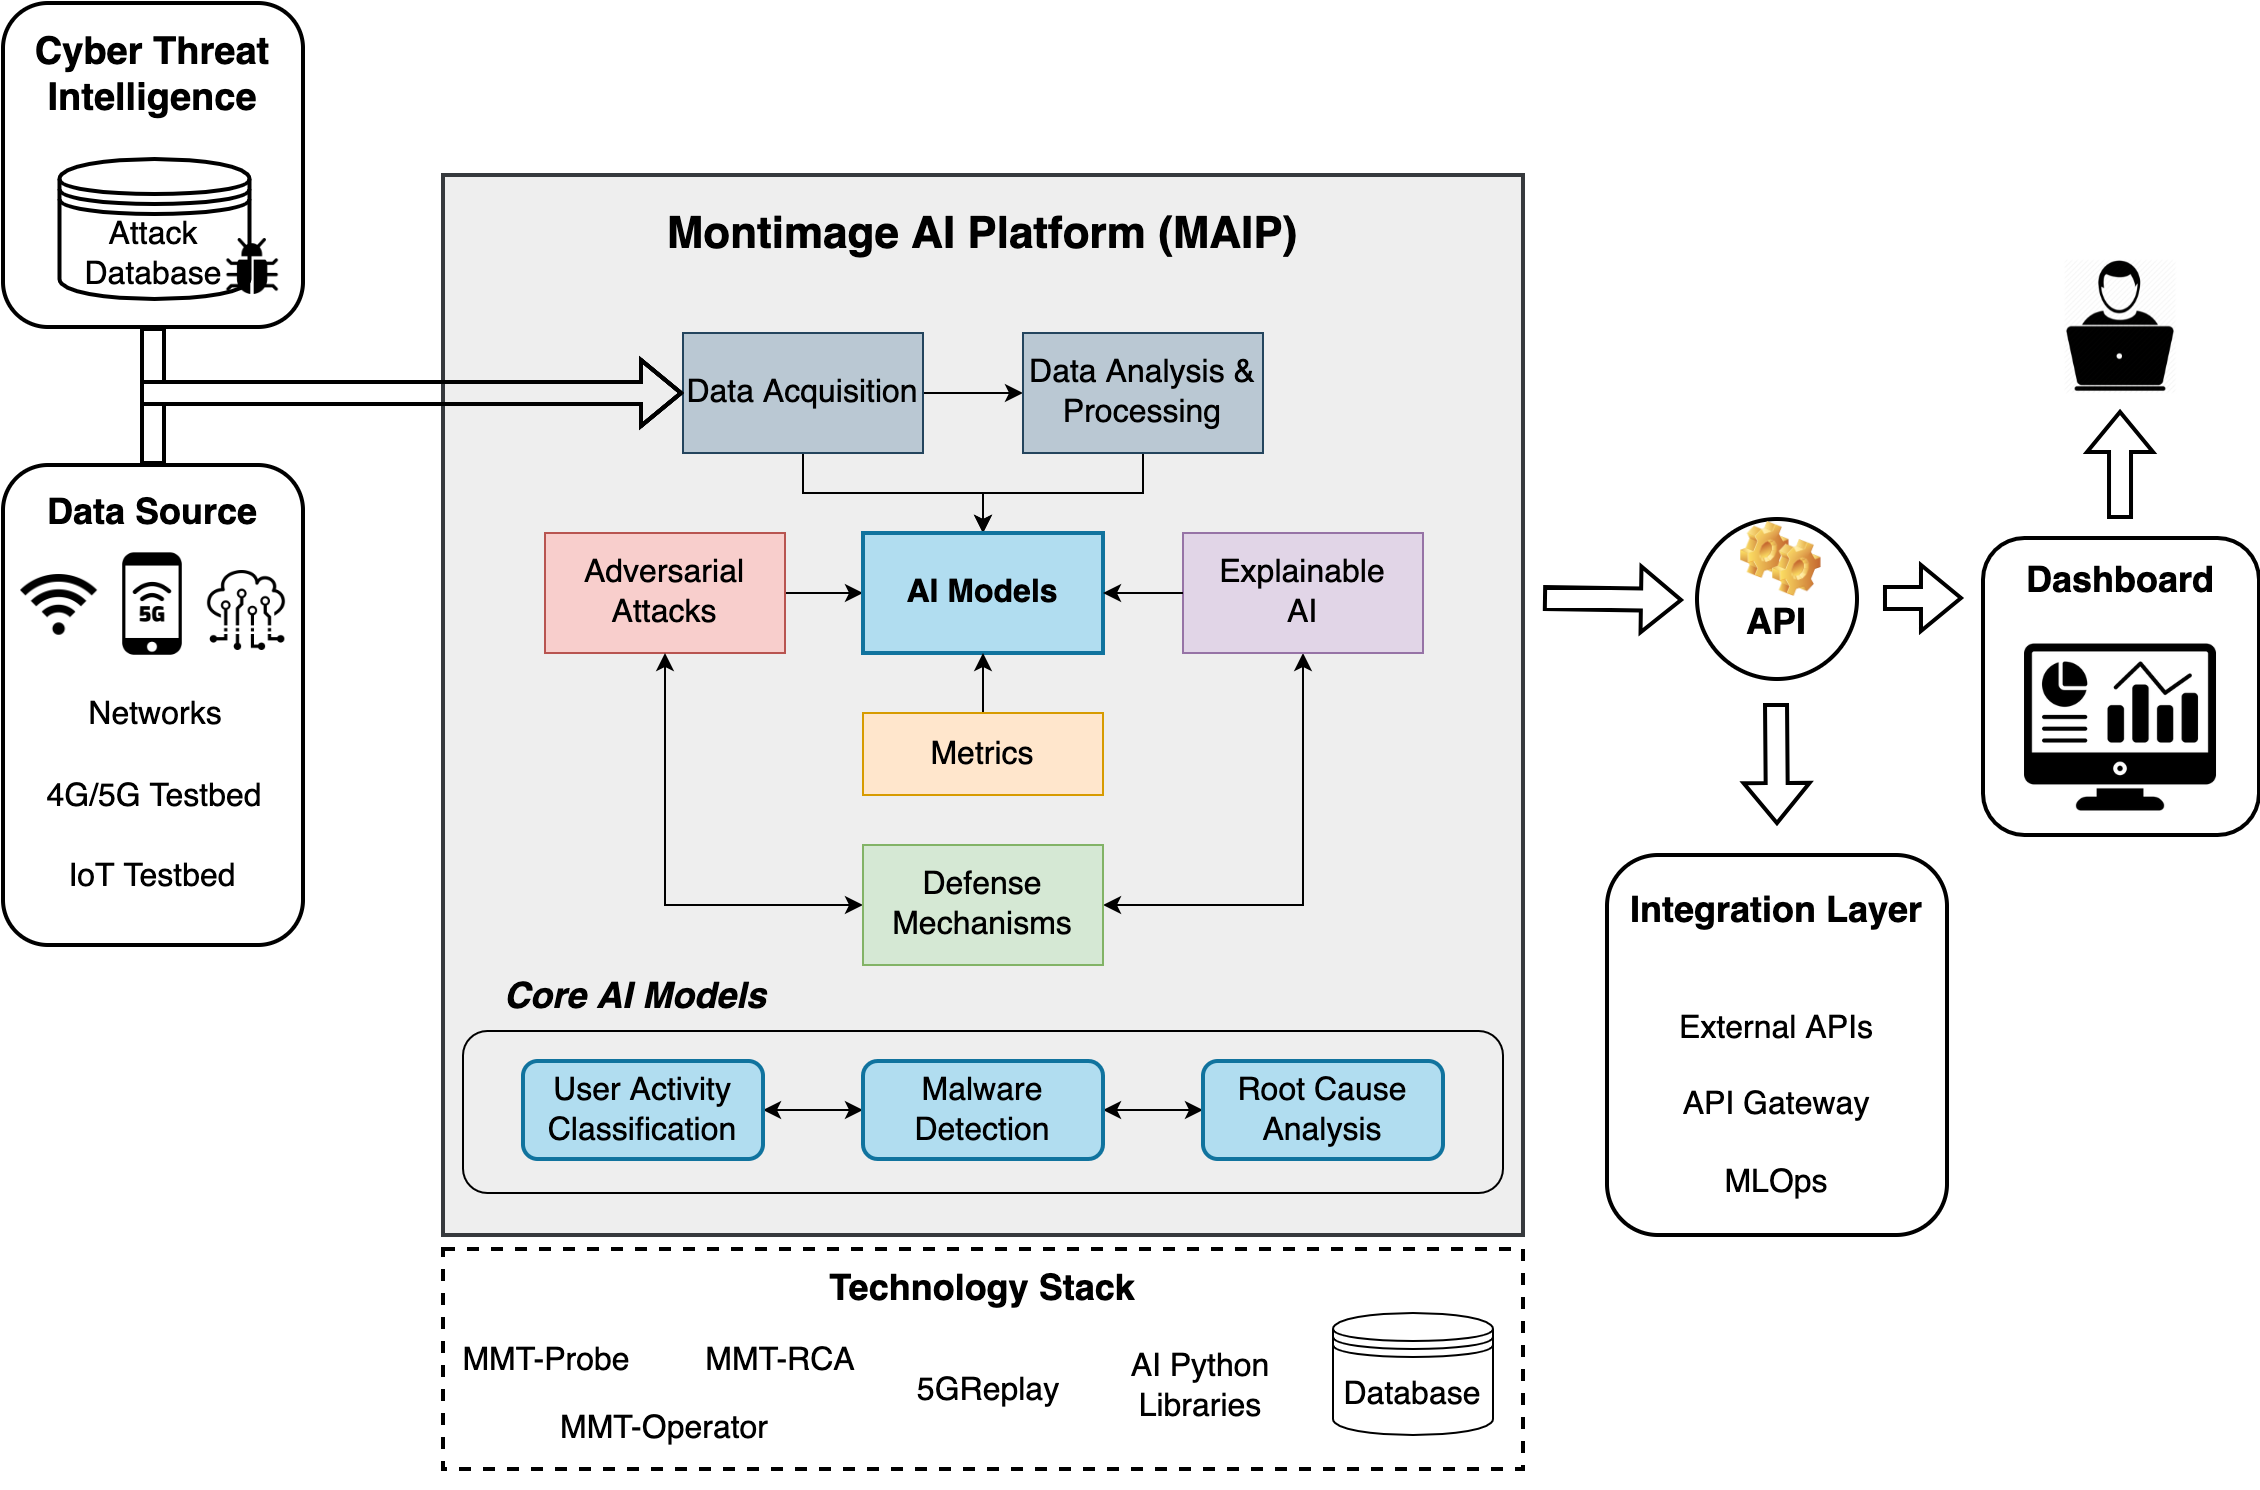 Cyber Threat
Intelligence
Attack
Database
Data Source
5G
Networks
4G/5G Testbed
IoT Testbed
Montimage AI Platform (MAIP)
Data Acquisition
Data Analysis &
Processing
Adversarial
Attacks
AI Models
Explainable
AI
Metrics
Defense
Mechanisms
Core AI Models
User Activity
Classification
Malware
Detection
Root Cause
Analysis
Technology Stack
MMT-Probe
MMT-RCA
MMT-Operator
5GReplay
AI Python
Libraries
Database
API
Dashboard
Integration Layer
External APIs
API Gateway
MLOps